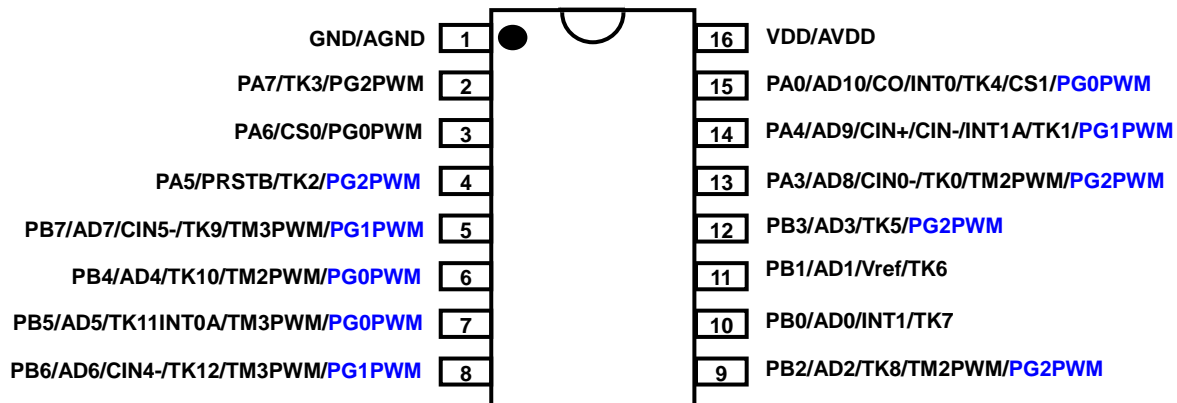 GND/AGND 1 16 VDD/AVDD
PA7/TK3/PG2PWM 2 15 PA0/AD10/CO/INT0/TK4/CS1/PG0PWM
PA6/CS0/PG0PWM 3 14 PA4/AD9/CIN+/CIN-/INT1A/TK1/PG1PWM
PA5/PRSTB/TK2/PG2PWM 4 13 PA3/AD8/CIN0-/TK0/TM2PWM/PG2PWM
PB7/AD7/CIN5-/TK9/TM3PWM/PG1PWM 5 12 PB3/AD3/TK5/PG2PWM
PB4/AD4/TK10/TM2PWM/PG0PWM 6 11 PB1/AD1/Vref/TK6
PB5/AD5/TK11INT0A/TM3PWM/PG0PWM 7 10 PB0/AD0/INT1/TK7
PB6/AD6/CIN4-/TK12/TM3PWM/PG1PWM 8 9 PB2/AD2/TK8/TM2PWM/PG2PWM